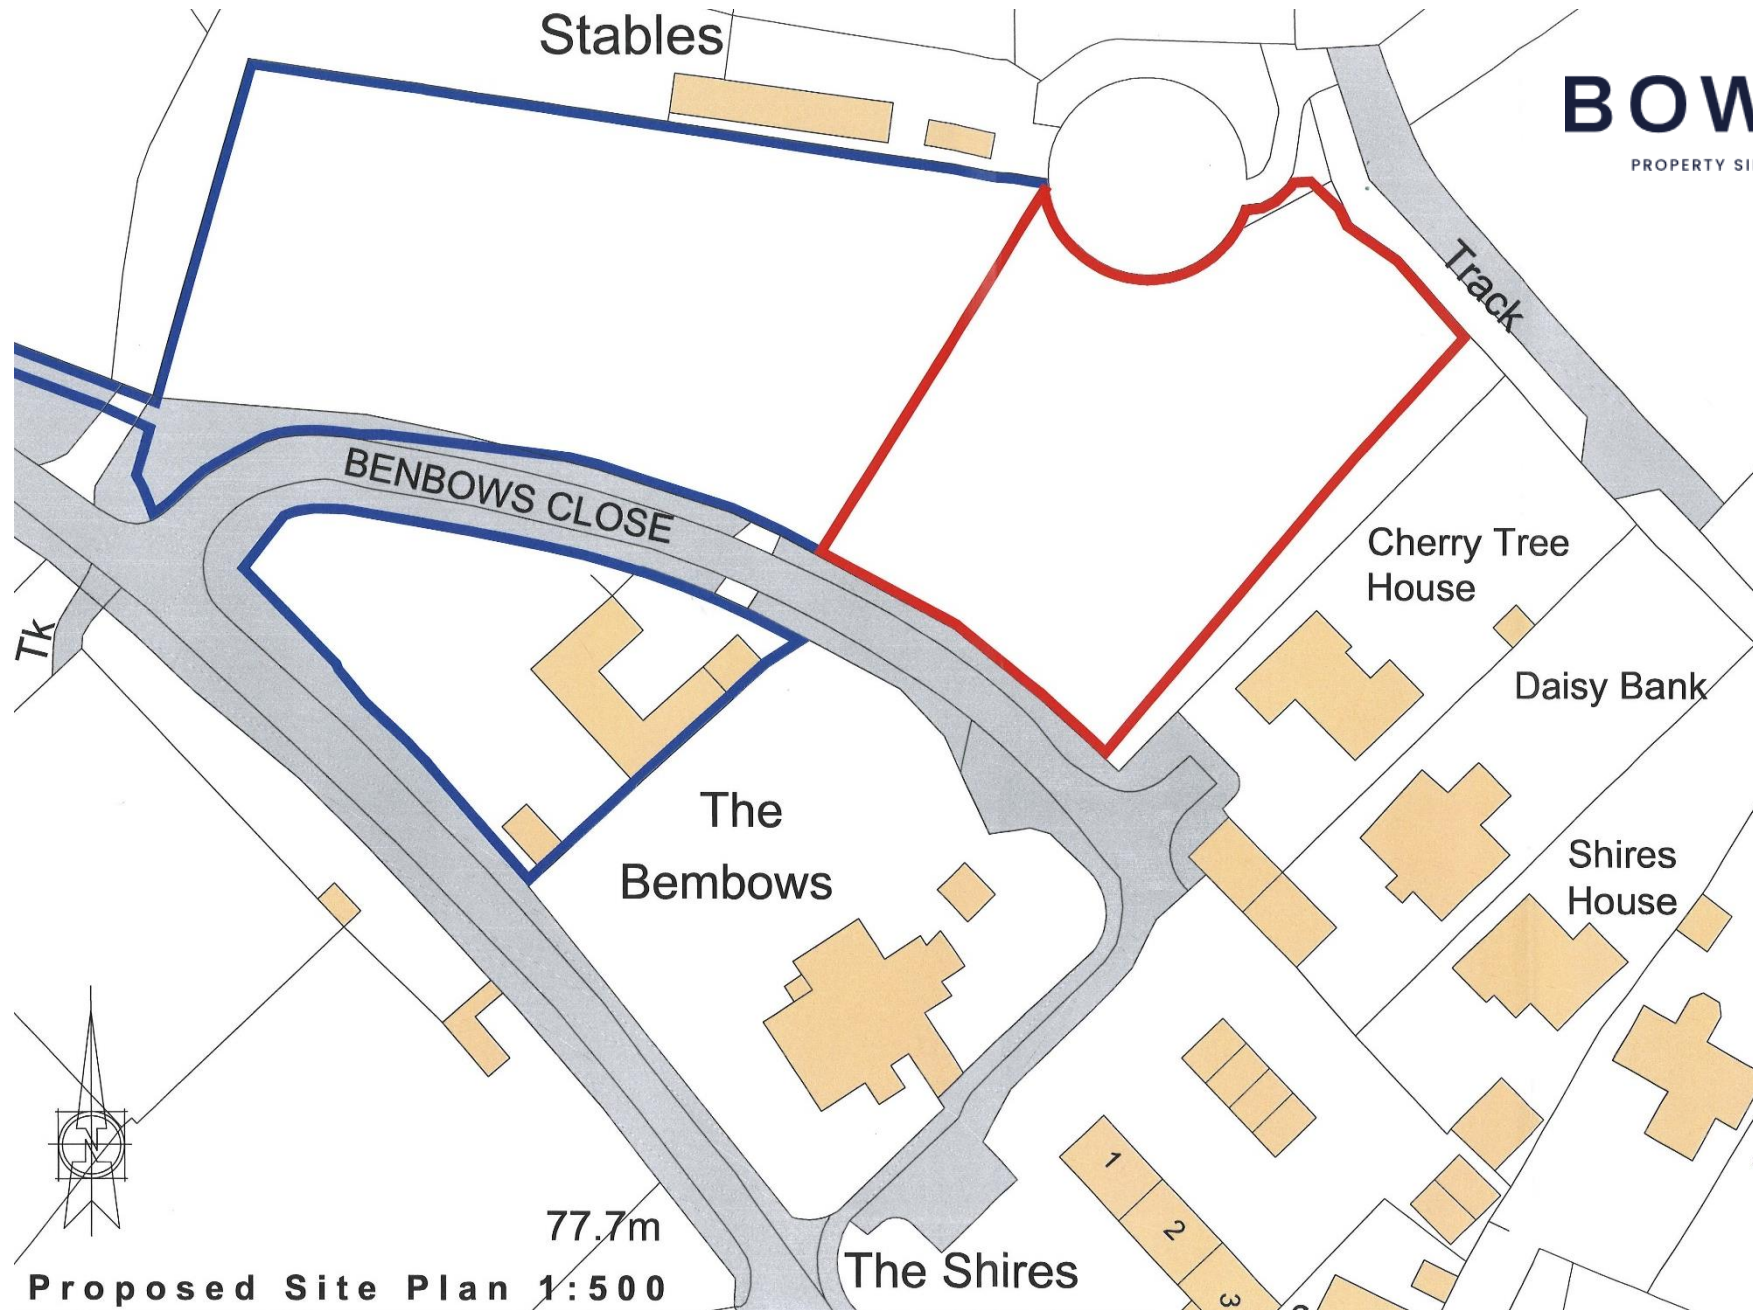 Stables
BOW
PROPERTY SI
Track
BENBOWS CLOSE
Cherry Tree
House
Tk
Daisy Bank
The
Bembows
Shires
House
N
1
2
3
77.7m
The Shires
Proposed Site Plan 1:500